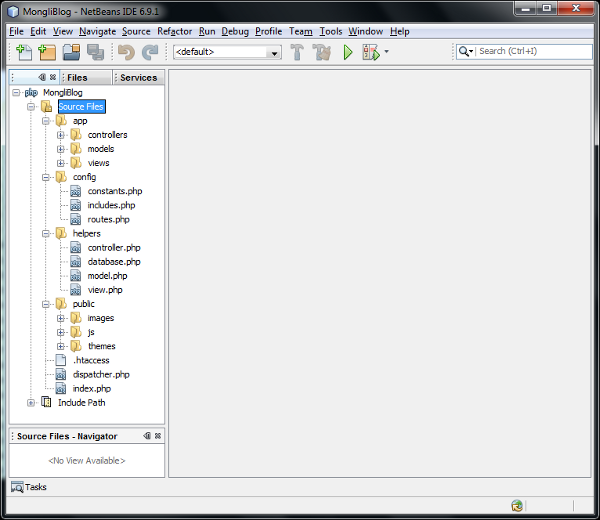 MongliBlog - NetBeans IDE 6.9.1
File Edit View Navigate Source Refactor Run Debug Profile Team Tools Window Help
<default> Search (Ctrl+I)
Files Services
php MongliBlog
Source Files
app
controllers
models
views
config
constants.php
includes.php
routes.php
helpers
controller.php
database.php
model.php
view.php
public
images
js
themes
.htaccess
dispatcher.php
index.php
Include Path
Source Files - Navigator
<No View Available>
Tasks